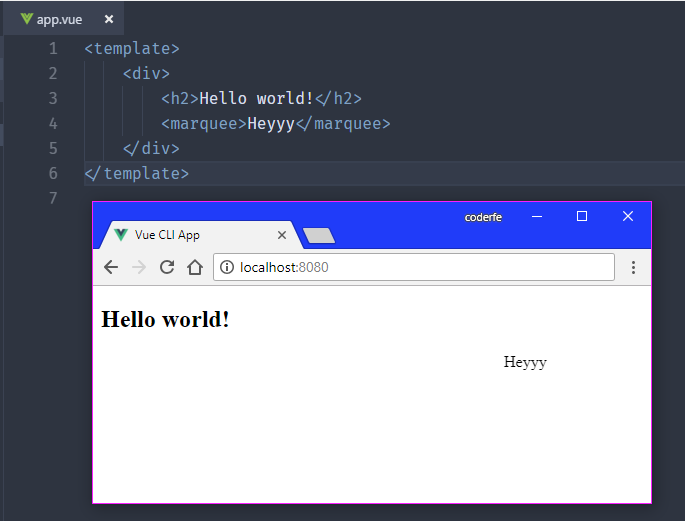 app.vue
1 <template>
2 <div>
3 <h2>Hello world!</h2>
4 <marquee>Heyyy</marquee>
5 </div>
6 </template>
7
coderfe
Vue CLI App
localhost:8080
Hello world!
Heyyy